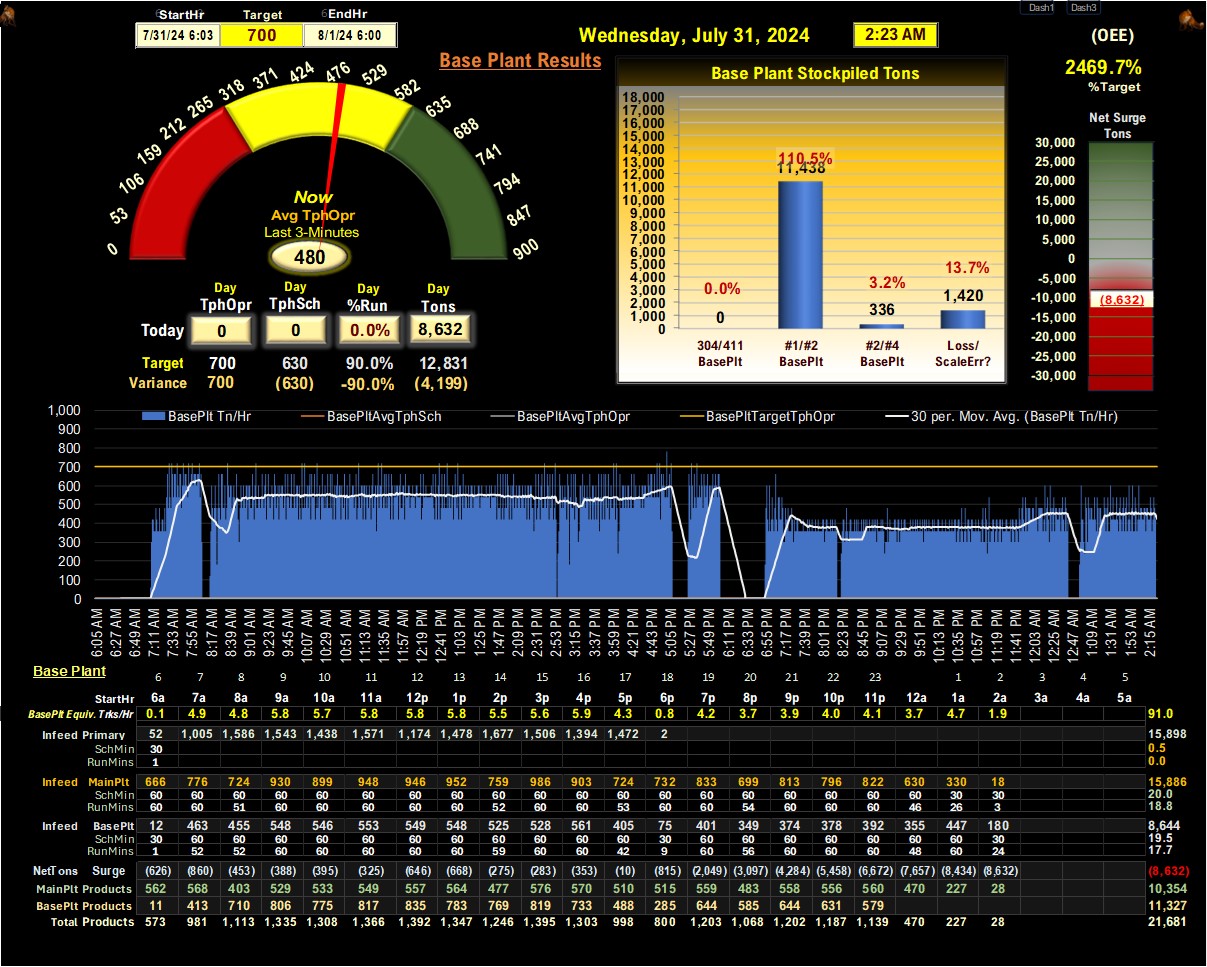 StartHr Target EndHr
7/31/24 6:03 700 8/1/24 6:00
Dash1 Dash3
Wednesday, July 31, 2024 2:23 AM
(OEE)
2469.7%
%Target
Base Plant Results
0 53 106 159 212 265 318 371 424 476 529 582 635 688 741 794 847 900
Now
Avg TphOpr
Last 3-Minutes
480
Day Day Day Day
TphOpr TphSch %Run Tons
Today 0 0 0.0% 8,632
Target 700 630 90.0% 12,831
Variance 700 (630) -90.0% (4,199)
Base Plant Stockpiled Tons
18,000
17,000
16,000
15,000
14,000
13,000
12,000
11,000
10,000
9,000
8,000
7,000
6,000
5,000
4,000
3,000
2,000
1,000
0
0.0% 110.5% 3.2% 13.7%
0 11,438 336 1,420
304/411 #1/#2 #2/#4 Loss/
BasePlt BasePlt BasePlt ScaleErr?
Net Surge
Tons
30,000
25,000
20,000
15,000
10,000
5,000
0
-5,000
-10,000
-15,000
-20,000
-25,000
-30,000
(8,632)
BasePlt Tn/Hr BasePltAvgTphSch BasePltAvgTphOpr BasePltTargetTphOpr 30 per. Mov. Avg. (BasePlt Tn/Hr)
1,000
900
800
700
600
500
400
300
200
100
0
6:05 AM 6:27 AM 6:49 AM 7:11 AM 7:33 AM 7:55 AM 8:17 AM 8:39 AM 9:01 AM 9:23 AM 9:45 AM 10:07 AM 10:29 AM 10:51 AM 11:13 AM 11:35 AM 11:57 AM 12:19 PM 12:41 PM 1:03 PM 1:25 PM 1:47 PM 2:09 PM 2:31 PM 2:53 PM 3:15 PM 3:37 PM 3:59 PM 4:21 PM 4:43 PM 5:05 PM 5:27 PM 5:49 PM 6:11 PM 6:33 PM 6:55 PM 7:17 PM 7:39 PM 8:01 PM 8:23 PM 8:45 PM 9:07 PM 9:29 PM 9:51 PM 10:13 PM 10:35 PM 10:57 PM 11:19 PM 11:41 PM 12:03 AM 12:25 AM 12:47 AM 1:09 AM 1:31 AM 1:53 AM 2:15 AM
Base Plant
6 7 8 9 10 11 12 13 14 15 16 17 18 19 20 21 22 23 1 2 3 4 5
StartHr 6a 7a 8a 9a 10a 11a 12p 1p 2p 3p 4p 5p 6p 7p 8p 9p 10p 11p 12a 1a 2a 3a 4a 5a
BasePlt Equiv. Trks/Hr 0.1 4.9 4.8 5.8 5.7 5.8 5.8 5.8 5.5 5.6 5.9 4.3 0.8 4.2 3.7 3.9 4.0 4.1 3.7 4.7 1.9 91.0
Infeed Primary 52 1,005 1,586 1,543 1,438 1,571 1,174 1,478 1,677 1,506 1,394 1,472 2 15,898
SchMin 30 0.5
RunMins 1 0.0
Infeed MainPlt 666 776 724 930 899 948 946 952 759 986 903 724 732 833 699 813 796 822 630 330 18 15,886
SchMin 60 60 60 60 60 60 60 60 60 60 60 60 60 60 60 60 60 60 60 30 30 20.0
RunMins 60 60 51 60 60 60 60 60 52 60 60 53 60 60 54 60 60 60 46 26 3 18.8
Infeed BasePlt 12 463 455 548 546 553 549 548 525 528 561 405 75 401 349 374 378 392 355 447 180 8,644
SchMin 30 60 60 60 60 60 60 60 60 60 60 60 30 60 60 60 60 60 60 60 30 19.5
RunMins 1 52 52 60 60 60 60 60 59 60 60 42 9 60 56 60 60 60 48 60 24 17.7
NetTons Surge (626) (860) (453) (388) (395) (325) (646) (668) (275) (283) (353) (10) (815) (2,049) (3,097) (4,284) (5,458) (6,672) (7,657) (8,434) (8,632) (8,632)
MainPlt Products 562 568 403 529 533 549 557 564 477 576 570 510 515 559 483 558 556 560 470 227 28 10,354
BasePlt Products 11 413 710 806 775 817 835 783 769 819 733 488 285 644 585 644 631 579 11,327
Total Products 573 981 1,113 1,335 1,308 1,366 1,392 1,347 1,246 1,395 1,303 998 800 1,203 1,068 1,202 1,187 1,139 470 227 28 21,681